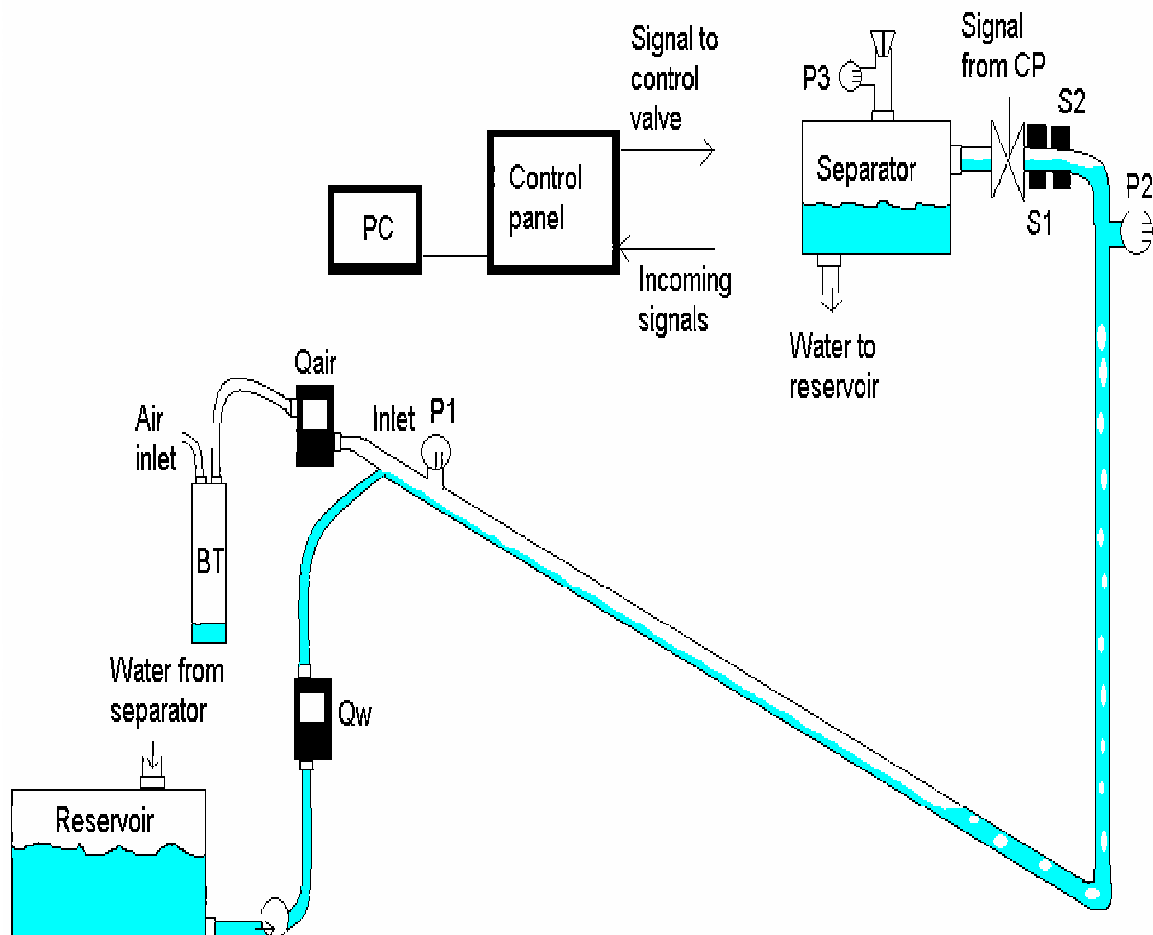 Signal to
control
valve
Signal
from CP
P3
S2
Separator
P2
S1
Control
panel
PC
Incoming
signals
Water to
reservoir
Qair
Inlet
P1
Air
inlet
BT
Water from
separator
Qw
Reservoir